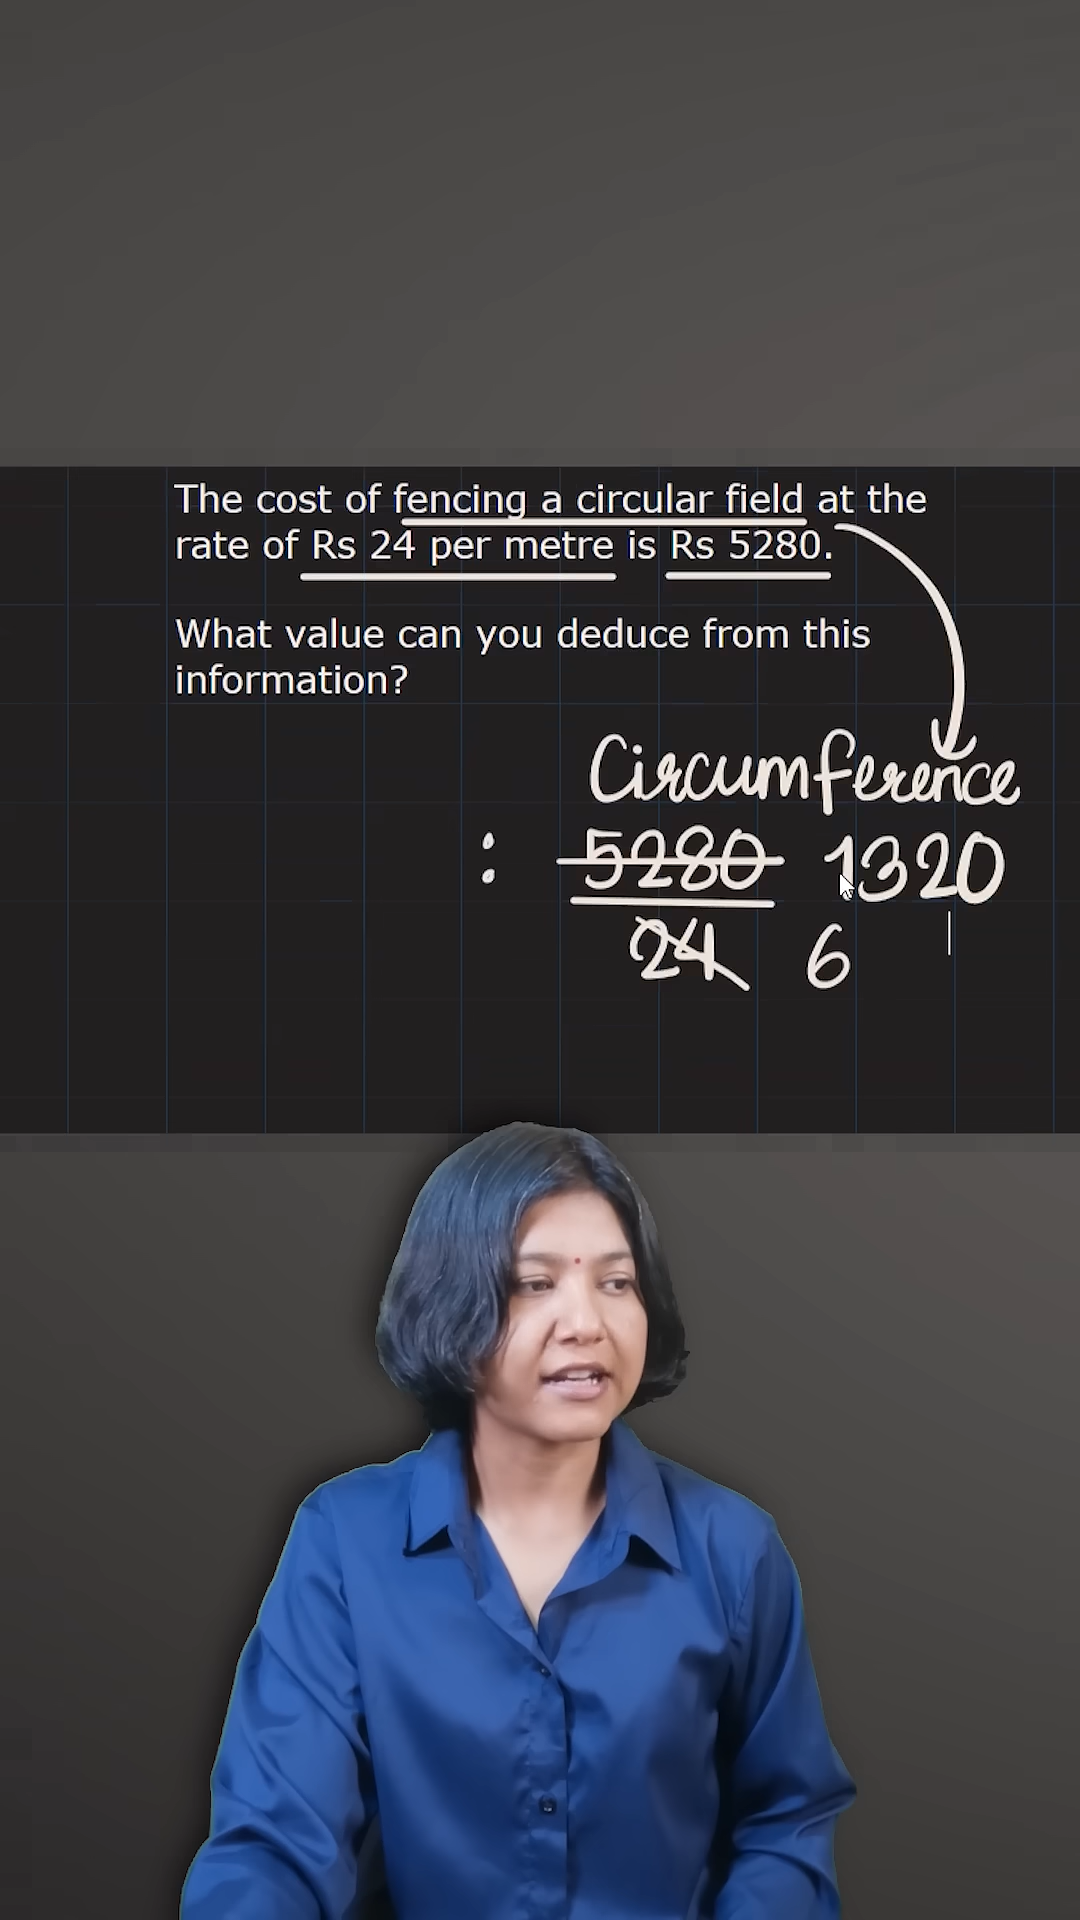 The cost of fencing a circular field at the
rate of Rs 24 per metre is Rs 5280.
What value can you deduce from this
information?
Circumference
: 5280 1320
24 6